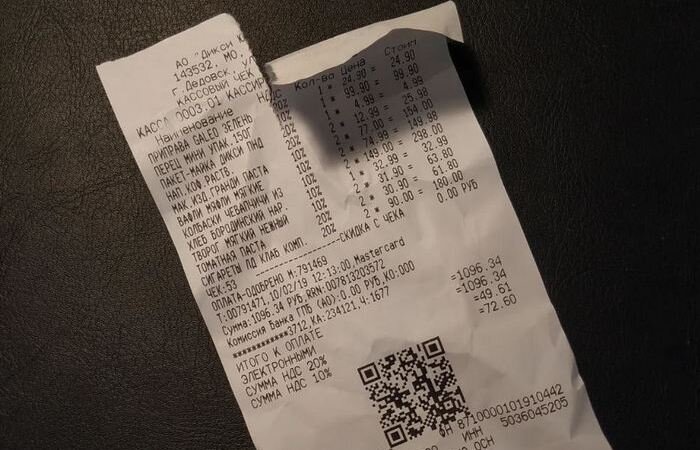 АО "Дикси
143532, МО,
г Дедовск
КАССОВЫЙ ЧЕК
КАССА 0003.01 КАССИР
Наименование НДС Кол-во Цена Стоим
ПРИПРАВА GALEO ЗЕЛЕНЬ 20% 1 * 24.90 = 24.90
ПЕРЕЦ МИНИ УПАК.150Г 20% 1 * 99.90 = 99.90
ПАКЕТ-МАЙКА ДИКСИ ПНД 20% 1 * 4.99 = 4.99
НАП.КОФ.РАСТВ. 20% 2 * 12.99 = 25.98
МАК.ИЗД.ГРАНДИ ПАСТА 10% 2 * 77.00 = 154.00
ВАФЛИ МЯФЛИ МЯГКИЕ 20% 2 * 74.99 = 149.98
КОЛБАСКИ ЧЕВАПЧИЧИ ИЗ 10% 2 * 149.00 = 298.00
ХЛЕБ БОРОДИНСКИЙ НАР 10% 1 * 32.99 = 32.99
ТВОРОГ МЯГКИЙ НЕЖНЫЙ 10% 2 * 31.90 = 63.80
ТОМАТНАЯ ПАСТА 20% 2 * 30.90 = 61.80
СИГАРЕТЫ ЛД КЛАБ КОМП. 20% 2 * 90.00 = 180.00
ЧЕК:53 --------------СКИДКА С ЧЕКА 0.00 РУБ
ОПЛАТА-ОДОБРЕНО М:791469
Т:00791471,10/02/19 12:13:00,Mastercard
Сумма:1096.34 РУБ,RRN:007813203572
Комиссия Банка ГПБ (АО):0.00 РУБ,КО:000
************3712,КА:234121,Ч:1677
ИТОГО К ОПЛАТЕ =1096.34
ЭЛЕКТРОННЫМИ =1096.34
СУММА НДС 20% =49.61
СУММА НДС 10% =72.60
ФН 8710000101910442
ИНН 5036045205
ОСН